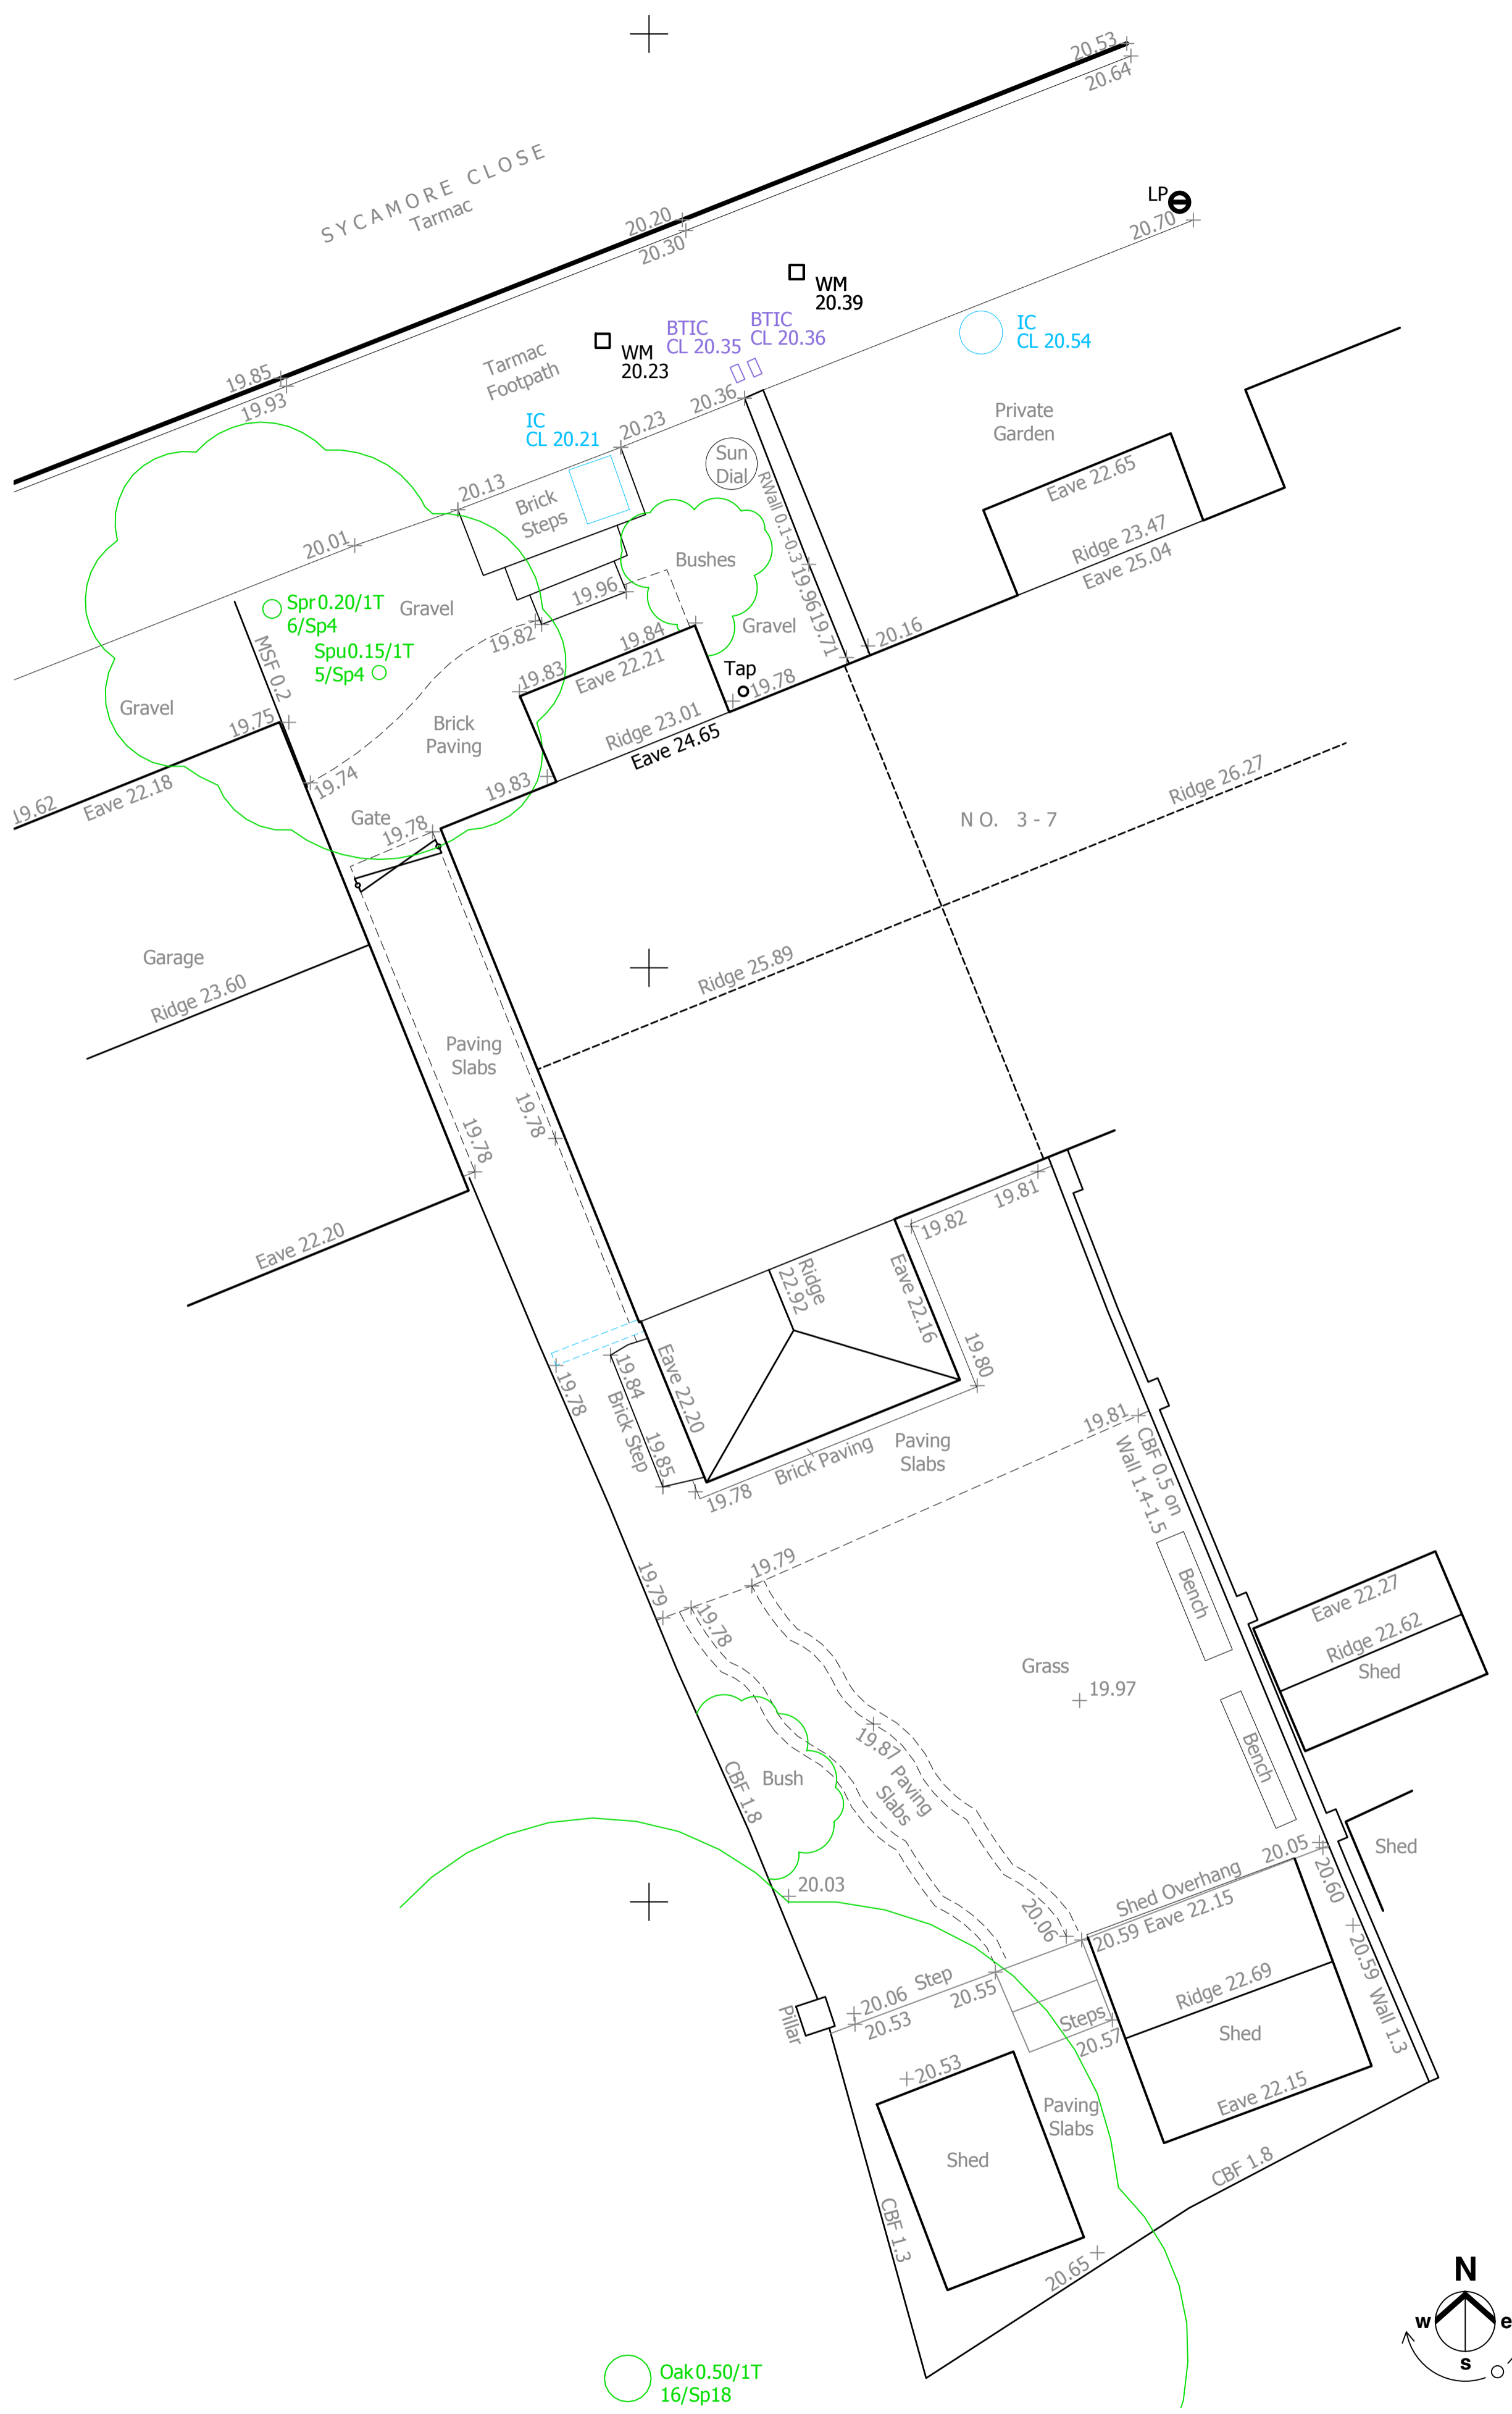 20.53
20.64
SYCAMORE CLOSE
Tarmac
LP
20.70
20.20
20.30
WM
20.39
BTIC
CL 20.36
BTIC
CL 20.35
IC
CL 20.54
WM
20.23
Tarmac
Footpath
19.85
19.93
20.36
Private
Garden
IC
CL 20.21
20.23
Sun
Dial
Eave 22.65
20.13
Brick
Steps
RWall 0.1-0.3
Ridge 23.47
Eave 25.04
20.01
Bushes
19.96
19.96
19.71
Spr0.20/1T
6/Sp4
Gravel
Gravel
20.16
19.82
19.84
MSF 0.2
Spu0.15/1T
5/Sp4
19.83
Eave 22.21
Tap
19.78
Gravel
19.75
Brick
Paving
Ridge 23.01
Eave 24.65
19.62
Eave 22.18
19.74
19.83
Gate
19.78
Ridge 26.27
NO. 3-7
Garage
Ridge 23.60
Ridge 25.89
Paving
Slabs
19.78
19.78
Eave 22.20
19.81
19.82
Ridge
22.92
Eave 22.16
19.80
19.84
19.78
Eave 22.20
Brick Step
19.85
19.78
Brick Paving
Paving
Slabs
19.81
CBF 0.5 on
Wall 1.4-1.5
19.79
19.79
19.78
Bench
Eave 22.27
Ridge 22.62
Shed
Grass
19.97
19.87
Paving
Slabs
Bench
CBF 1.8
Bush
Shed
20.05
20.60
20.03
Shed Overhang
20.06
20.59
Eave 22.15
20.59
Wall 1.3
20.06
Step
20.55
Ridge 22.69
Pillar
20.53
Steps
20.57
Shed
20.53
Paving
Slabs
Eave 22.15
Shed
CBF 1.8
CBF 1.3
20.65
N
w
e
s
Oak0.50/1T
16/Sp18